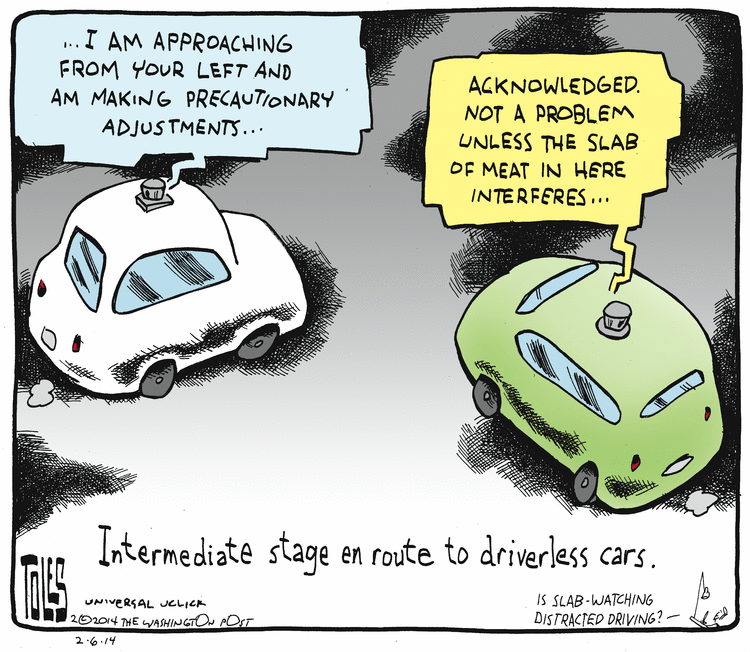 ...I AM APPROACHING
FROM YOUR LEFT AND
AM MAKING PRECAUTIONARY
ADJUSTMENTS...
ACKNOWLEDGED.
NOT A PROBLEM
UNLESS THE SLAB
OF MEAT IN HERE
INTERFERES...
Intermediate stage en route to driverless cars.
TOLES
UNIVERSAL UCLICK
©2014 THE WASHINGTON POST
2.6.14
IS SLAB-WATCHING
DISTRACTED DRIVING? —